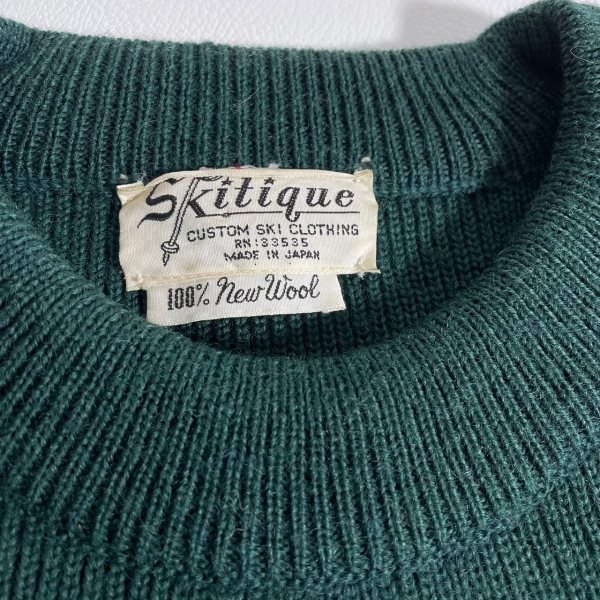 Skitique
CUSTOM SKI CLOTHING
RN:33535
MADE IN JAPAN
100% New Wool